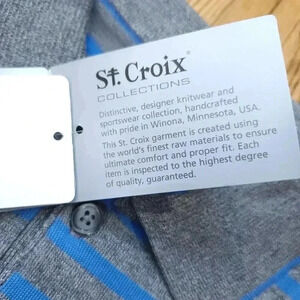 St. Croix®
COLLECTIONS
Distinctive, designer knitwear and
sportswear collection, handcrafted
with pride in Winona, Minnesota, USA.
This St. Croix garment is created using
the world's finest raw materials to ensure
ultimate comfort and proper fit. Each
item is inspected to the highest degree
of quality, guaranteed.